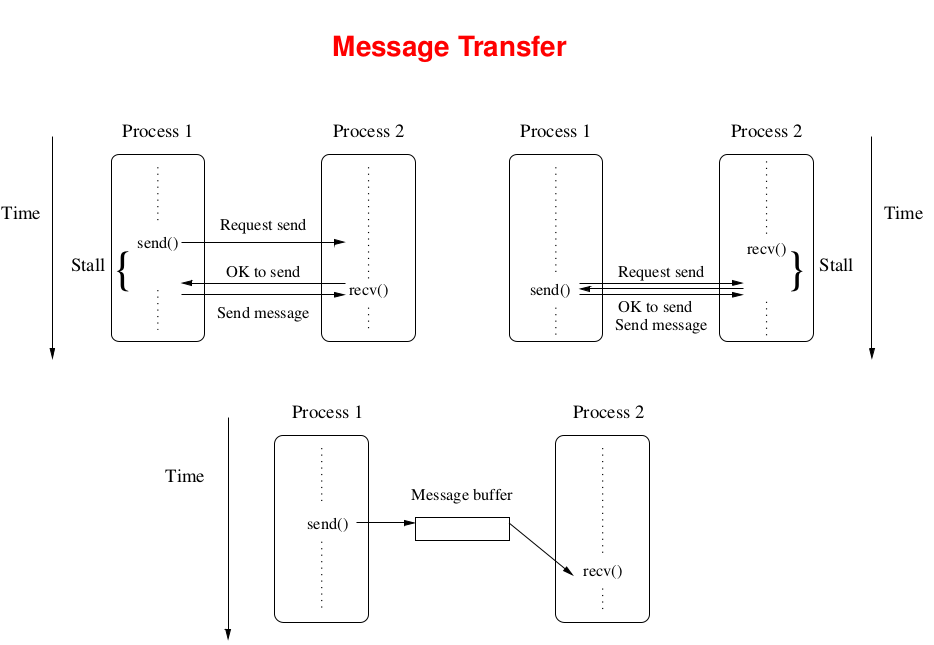 Message Transfer
Process 1
Process 2
Time
send()
Request send
Stall {
OK to send
recv()
Send message
Process 1
Process 2
Time
recv()
} Stall
Request send
send()
OK to send
Send message
Process 1
Process 2
Time
Message buffer
send()
recv()